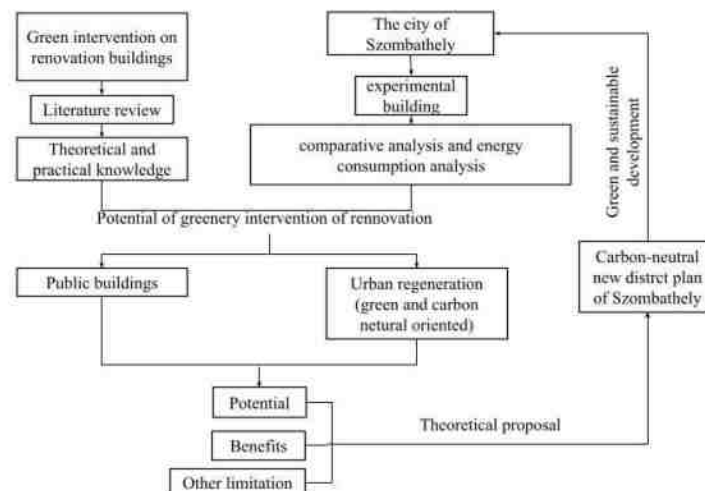 Green intervention on
renovation buildings
Literature review
Theoretical and
practical knowledge
The city of
Szombathely
experimental
building
comparative analysis and energy
consumption analysis
Potential of greenery intervention of rennovation
Public buildings
Urban regeneration
(green and carbon
netural oriented)
Potential
Benefits
Other limitation
Theoretical proposal
Carbon-neutral
new distrct plan
of Szombathely
Green and sustainable
development